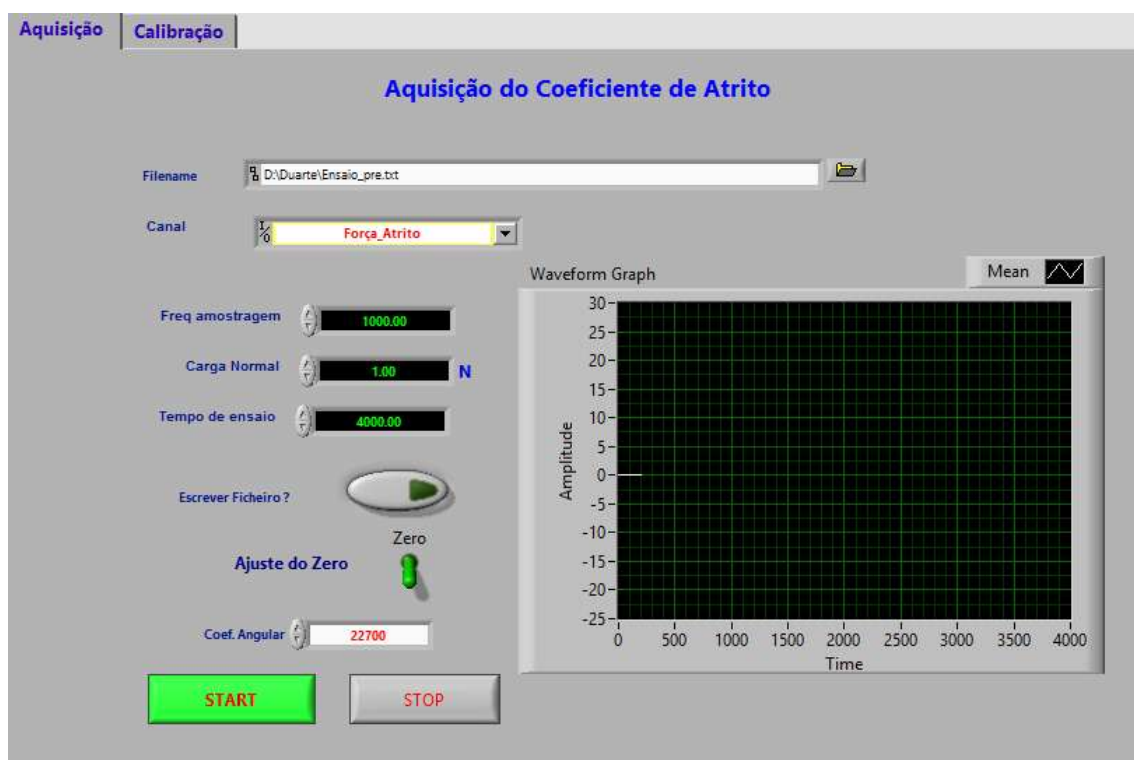 Aquisição
Calibração
Aquisição do Coeficiente de Atrito
Filename
D:\Duarte\Ensaio_pre.txt
Canal
I/O
Força_Atrito
Freq amostragem
1000.00
Carga Normal
1.00
N
Tempo de ensaio
4000.00
Escrever Ficheiro ?
Zero
Ajuste do Zero
Coef. Angular
22700
START
STOP
Waveform Graph
Mean
Amplitude
30
25
20
15
10
5
0
-5
-10
-15
-20
-25
0 500 1000 1500 2000 2500 3000 3500 4000
Time